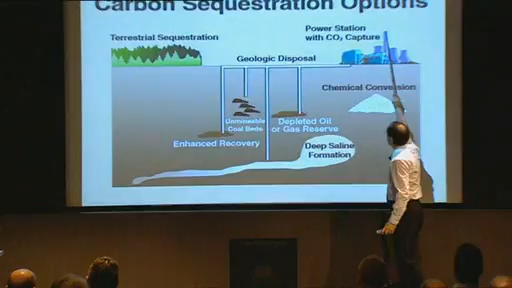 Carbon Sequestration Options
Terrestrial Sequestration
Power Station
with CO₂ Capture
Geologic Disposal
Chemical Conversion
Unmineable
Coal Beds
Depleted Oil
or Gas Reserve
Enhanced Recovery
Deep Saline
Formation